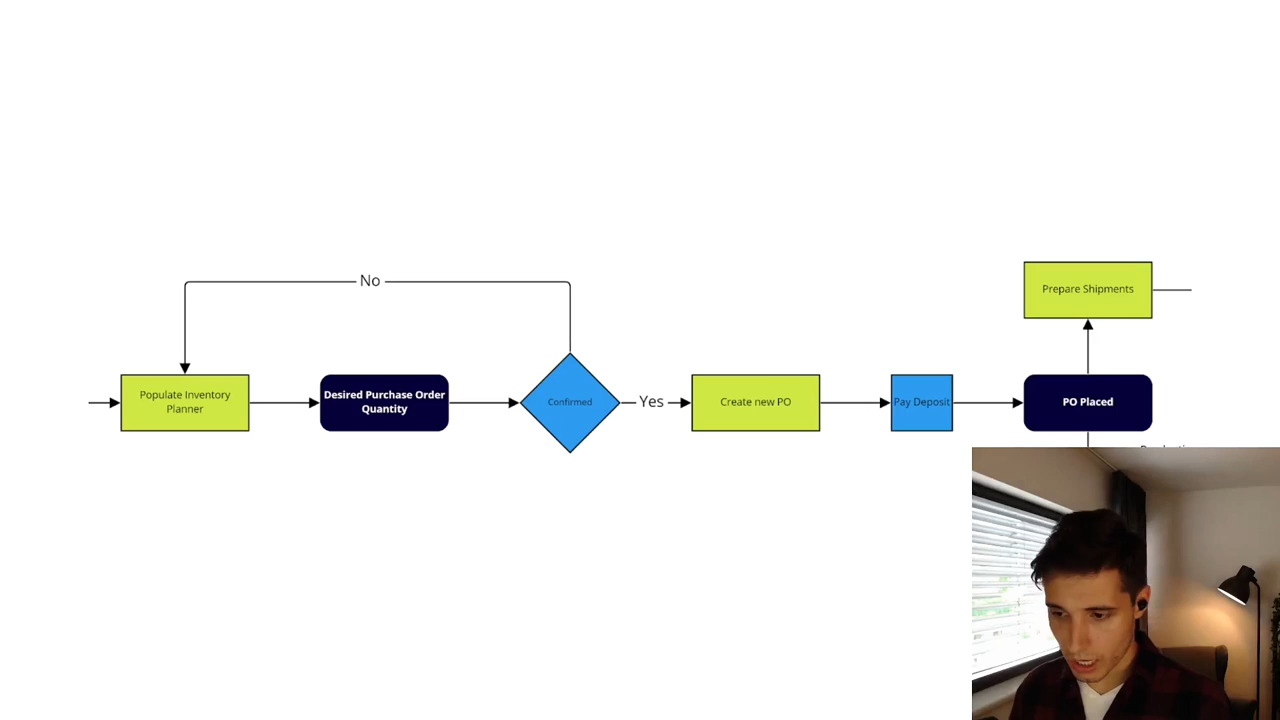 No
Prepare Shipments
Populate Inventory
Planner
Desired Purchase Order
Quantity
Confirmed
Yes
Create new PO
Pay Deposit
PO Placed